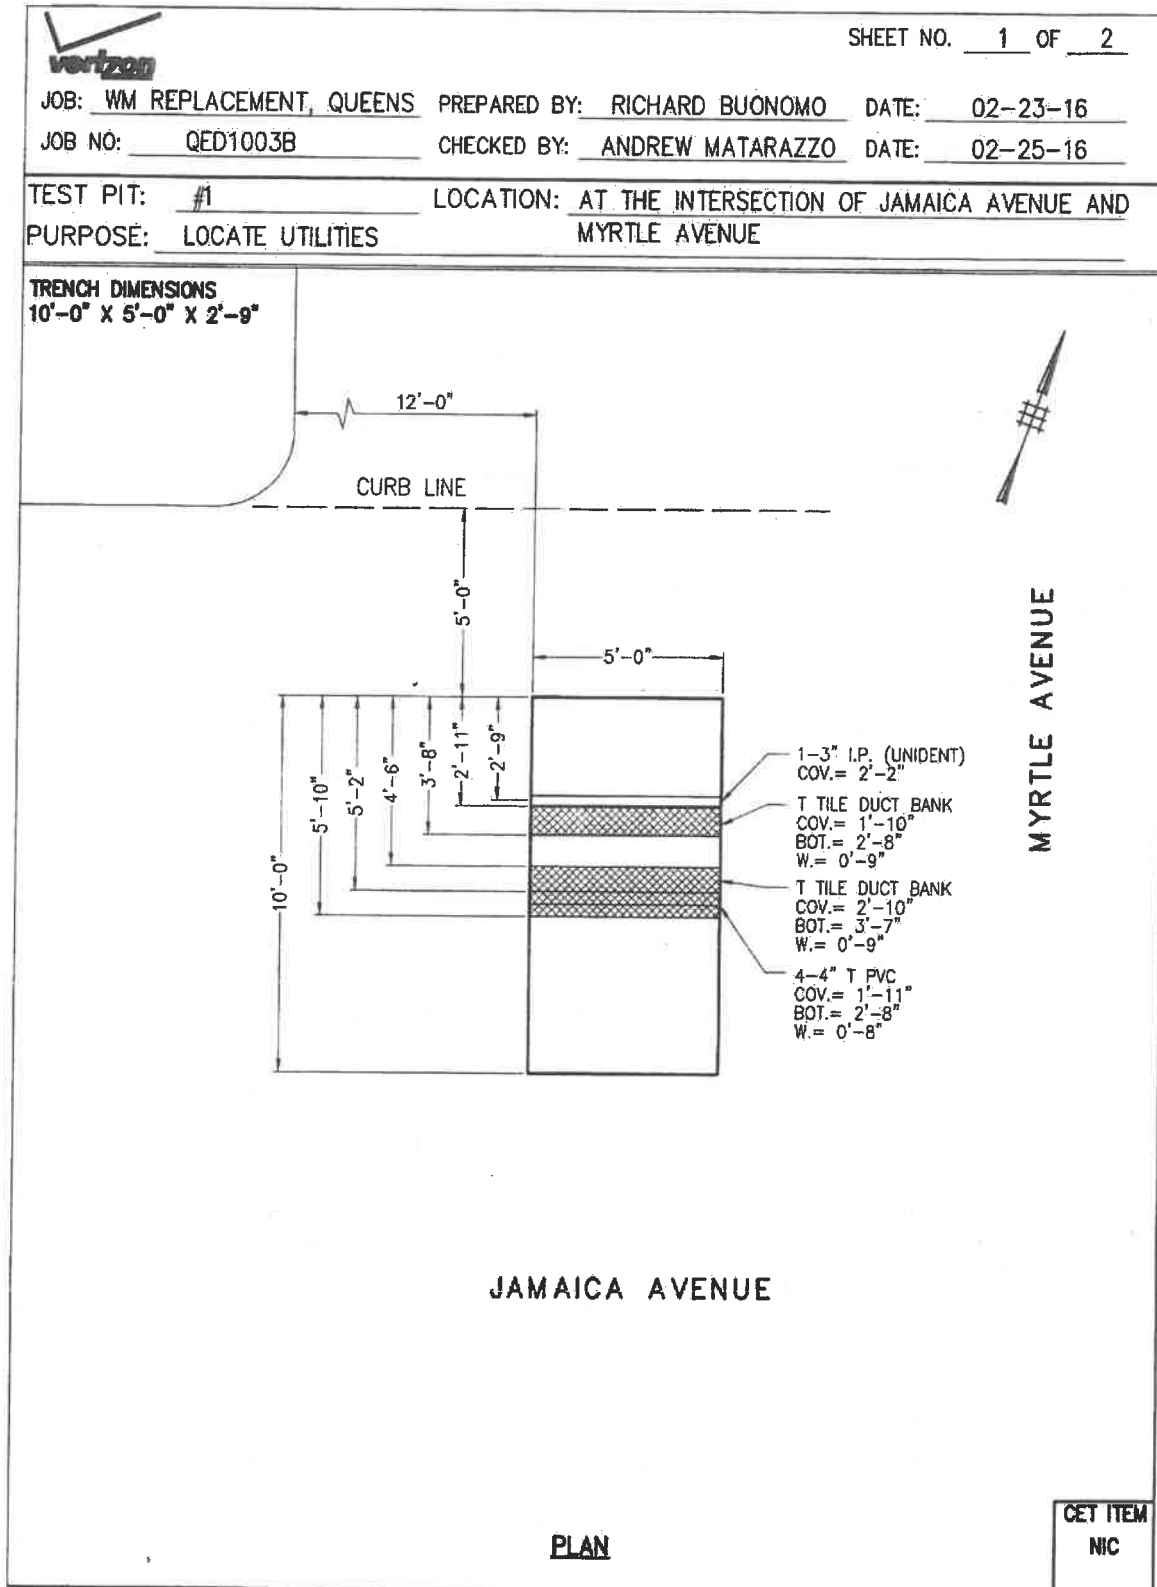 SHEET NO. 1 OF 2
verizon
JOB: WM REPLACEMENT, QUEENS PREPARED BY: RICHARD BUONOMO DATE: 02-23-16
JOB NO: QED1003B CHECKED BY: ANDREW MATARAZZO DATE: 02-25-16
TEST PIT: #1 LOCATION: AT THE INTERSECTION OF JAMAICA AVENUE AND
PURPOSE: LOCATE UTILITIES MYRTLE AVENUE
TRENCH DIMENSIONS
10'-0" X 5'-0" X 2'-9"
12'-0"
CURB LINE
5'-0"
5'-0"
10'-0"
5'-10"
5'-2"
4'-6"
3'-8"
2'-11"
2'-9"
1-3" I.P. (UNIDENT)
COV.= 2'-2"
T TILE DUCT BANK
COV.= 1'-10"
BOT.= 2'-8"
W.= 0'-9"
T TILE DUCT BANK
COV.= 2'-10"
BOT.= 3'-7"
W.= 0'-9"
4-4" T PVC
COV.= 1'-11"
BOT.= 2'-8"
W.= 0'-8"
MYRTLE AVENUE
JAMAICA AVENUE
PLAN
CET ITEM
NIC